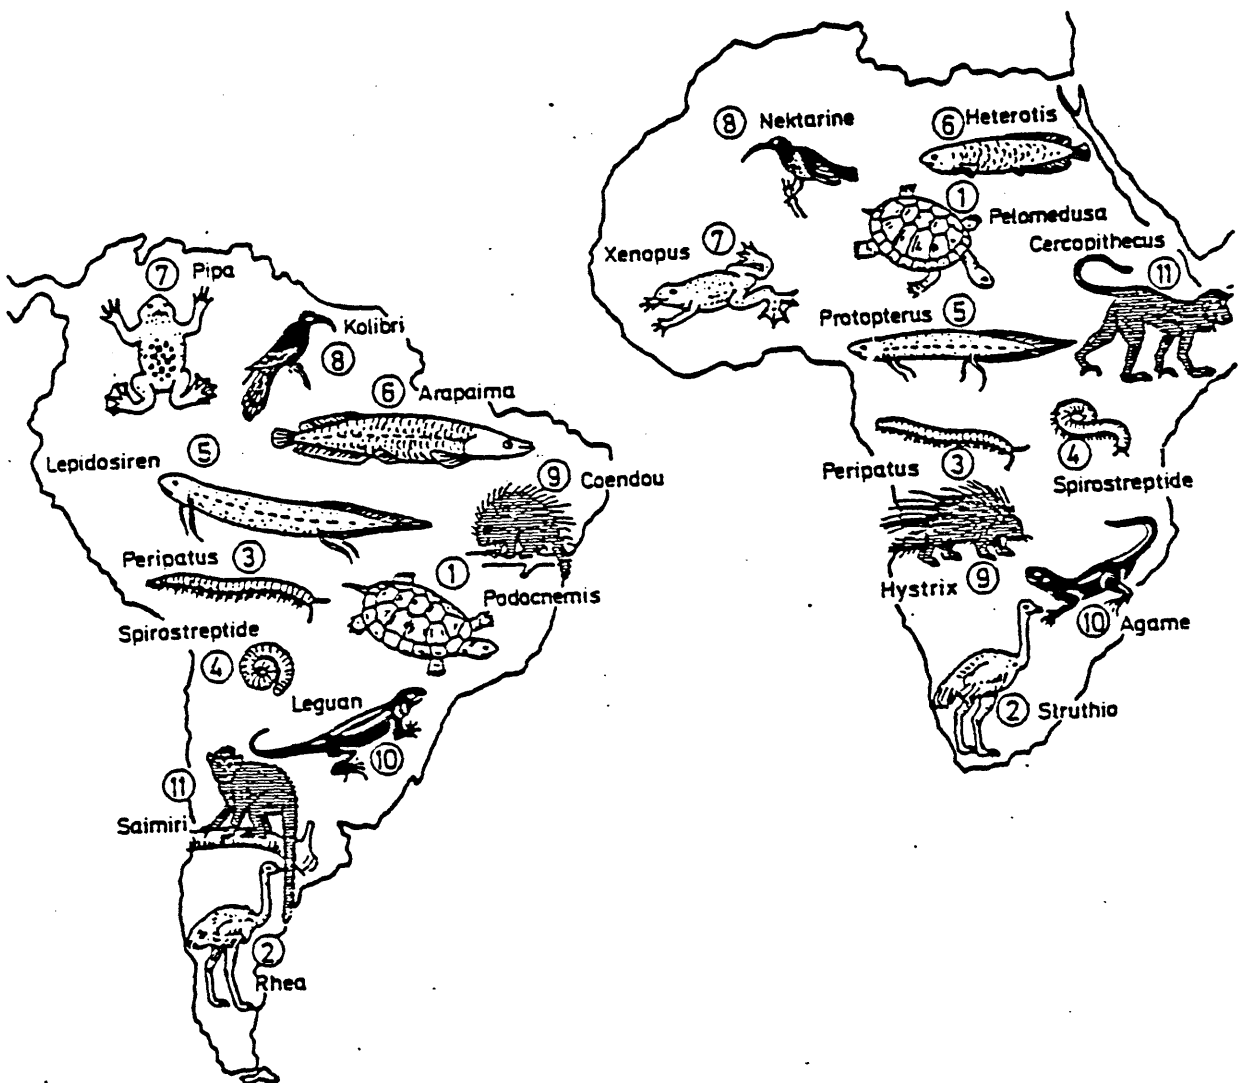 ⑦ Pipa
Kolibri
⑧
⑥ Arapaima
Lepidosiren ⑤
⑨ Coendou
Peripatus ③
①
Podocnemis
Spirostreptide
④
Leguan
⑩
⑪
Saimiri
②
Rhea
⑧ Nektarine
⑥ Heterotis
①
Pelomedusa
Cercopithecus
⑪
Xenopus ⑦
Protopterus ⑤
Peripatus ③
④
Spirostreptide
Hystrix ⑨
⑩ Agame
② Struthio